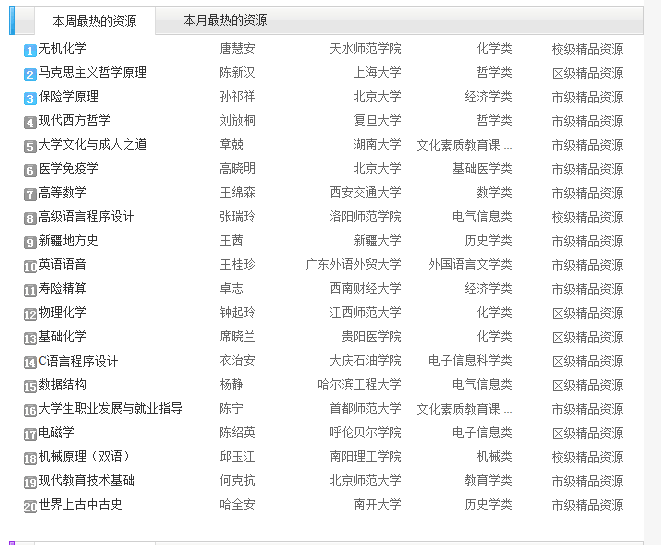 本周最热的资源 本月最热的资源
1 无机化学 唐慧安 天水师范学院 化学类 校级精品资源
2 马克思主义哲学原理 陈新汉 上海大学 哲学类 区级精品资源
3 保险学原理 孙祁祥 北京大学 经济学类 市级精品资源
4 现代西方哲学 刘放桐 复旦大学 哲学类 市级精品资源
5 大学文化与成人之道 章兢 湖南大学 文化素质教育课 ... 市级精品资源
6 医学免疫学 高晓明 北京大学 基础医学类 市级精品资源
7 高等数学 王绵森 西安交通大学 数学类 市级精品资源
8 高级语言程序设计 张瑞玲 洛阳师范学院 电气信息类 校级精品资源
9 新疆地方史 王茜 新疆大学 历史学类 市级精品资源
10 英语语音 王桂珍 广东外语外贸大学 外国语言文学类 市级精品资源
11 寿险精算 卓志 西南财经大学 经济学类 市级精品资源
12 物理化学 钟起玲 江西师范大学 化学类 区级精品资源
13 基础化学 席晓兰 贵阳医学院 化学类 区级精品资源
14 C语言程序设计 衣治安 大庆石油学院 电子信息科学类 区级精品资源
15 数据结构 杨静 哈尔滨工程大学 电气信息类 区级精品资源
16 大学生职业发展与就业指导 陈宁 首都师范大学 文化素质教育课 ... 市级精品资源
17 电磁学 陈绍英 呼伦贝尔学院 电子信息类 区级精品资源
18 机械原理（双语） 邱玉江 南阳理工学院 机械类 校级精品资源
19 现代教育技术基础 何克抗 北京师范大学 教育学类 市级精品资源
20 世界上古中古史 哈全安 南开大学 历史学类 市级精品资源